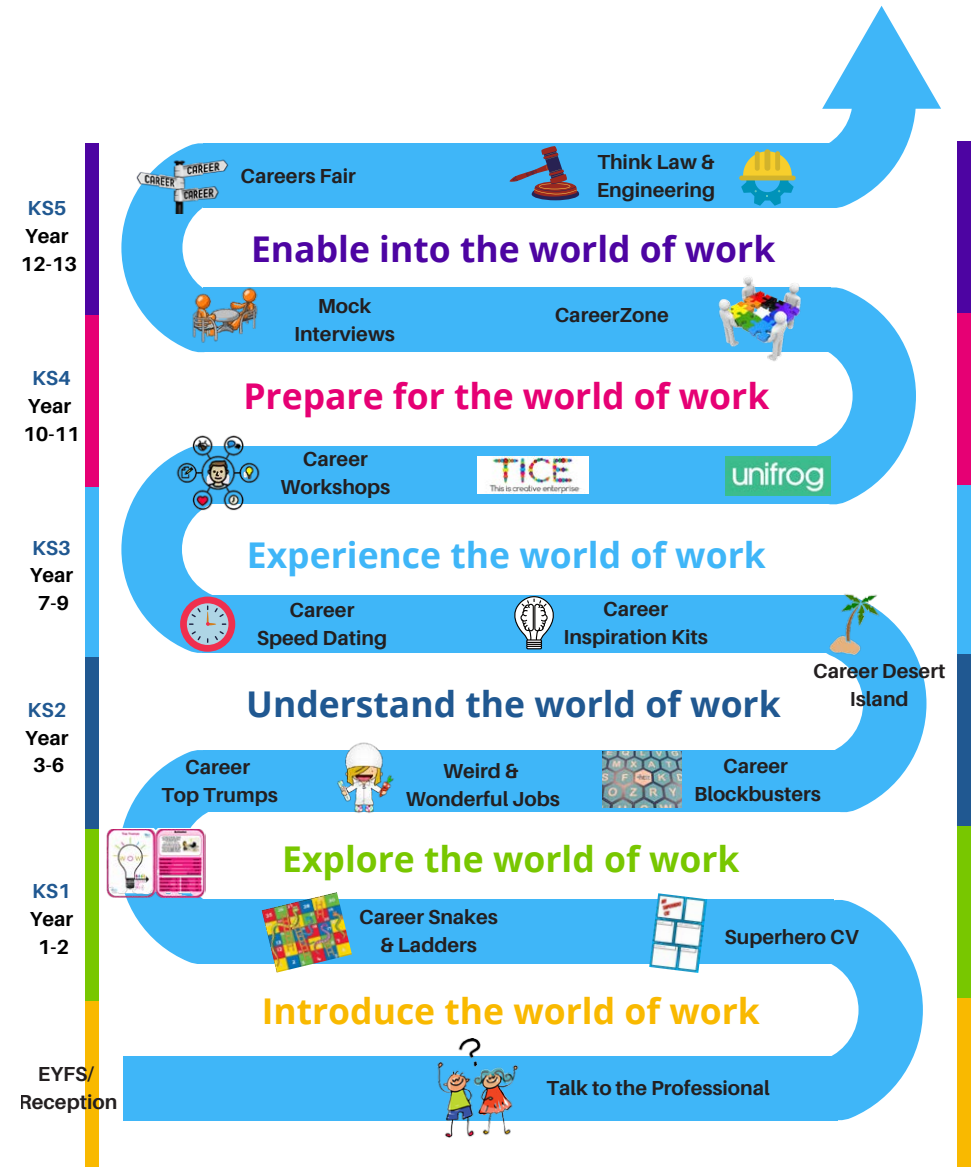 CAREER
CAREER
CAREER
Careers Fair
Think Law &
Engineering
KS5
Year
12-13
Enable into the world of work
Mock
Interviews
CareerZone
KS4
Year
10-11
Prepare for the world of work
Career
Workshops
TICE
This is creative enterprise
unifrog
KS3
Year
7-9
Experience the world of work
Career
Speed Dating
Career
Inspiration Kits
Career Desert
Island
KS2
Year
3-6
Understand the world of work
Career
Top Trumps
Weird &
Wonderful Jobs
Career
Blockbusters
KS1
Year
1-2
Explore the world of work
WOW
Career Snakes
& Ladders
Superhero CV
Introduce the world of work
EYFS/
Reception
?
Talk to the Professional